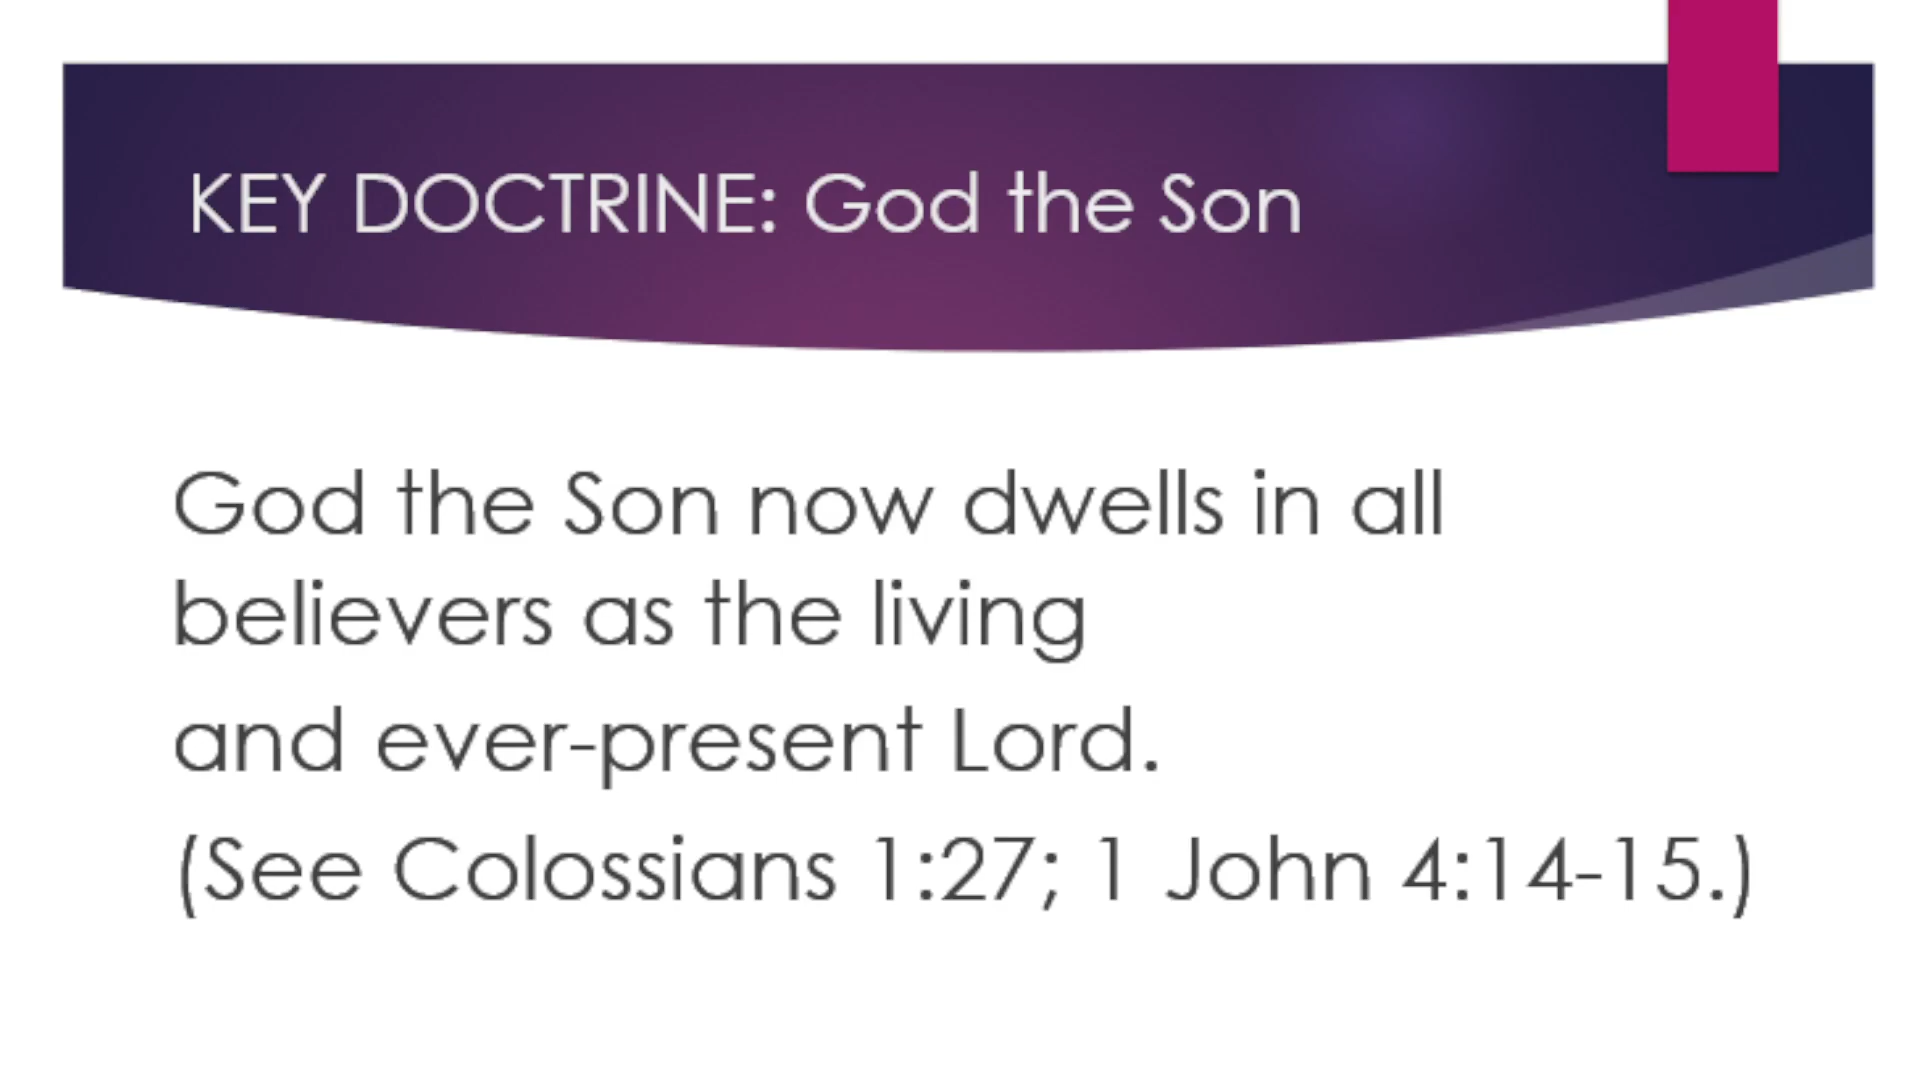 KEY DOCTRINE: God the Son
God the Son now dwells in all
believers as the living
and ever-present Lord.
(See Colossians 1:27; 1 John 4:14-15.)